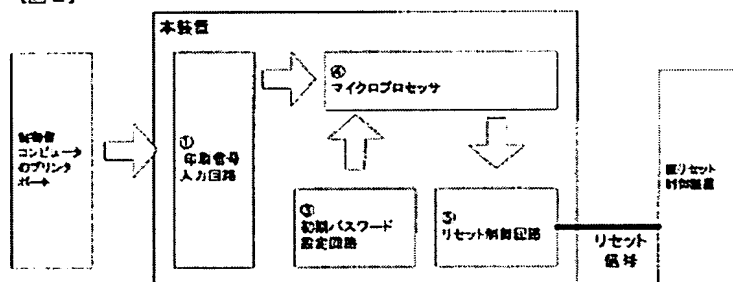 本装置
④
マイクロプロセッサ
制御側
コンピュータ
のプリンタ
ポート
①
印刷信号
入力回路
②
初期パスワード
設定回路
③
リセット制御回路
リセット
信号
被リセット
制御装置